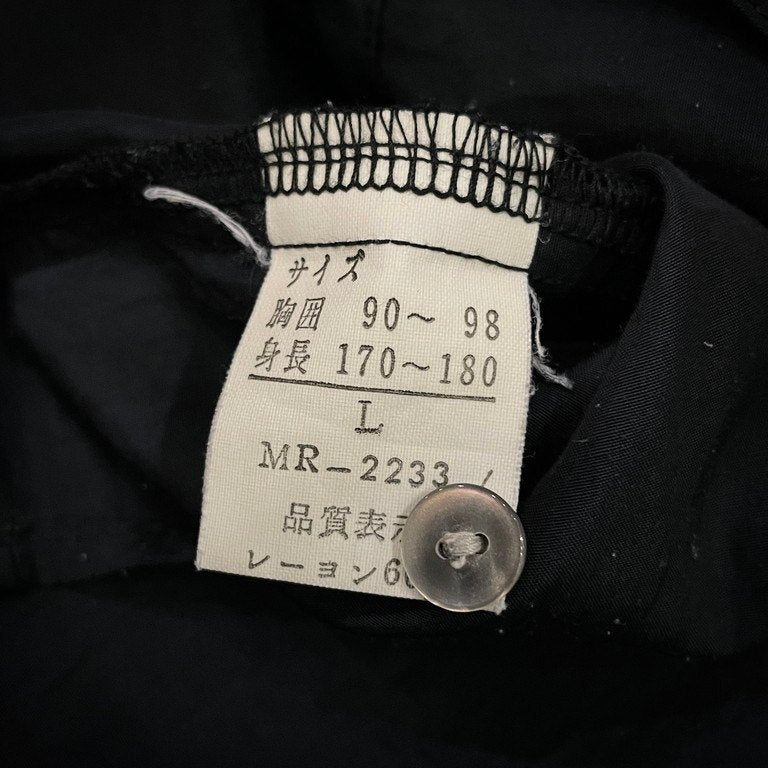 サイズ
胸囲 90～ 98
身長 170～180
L
MR-2233 /
品質表示
レーヨン6